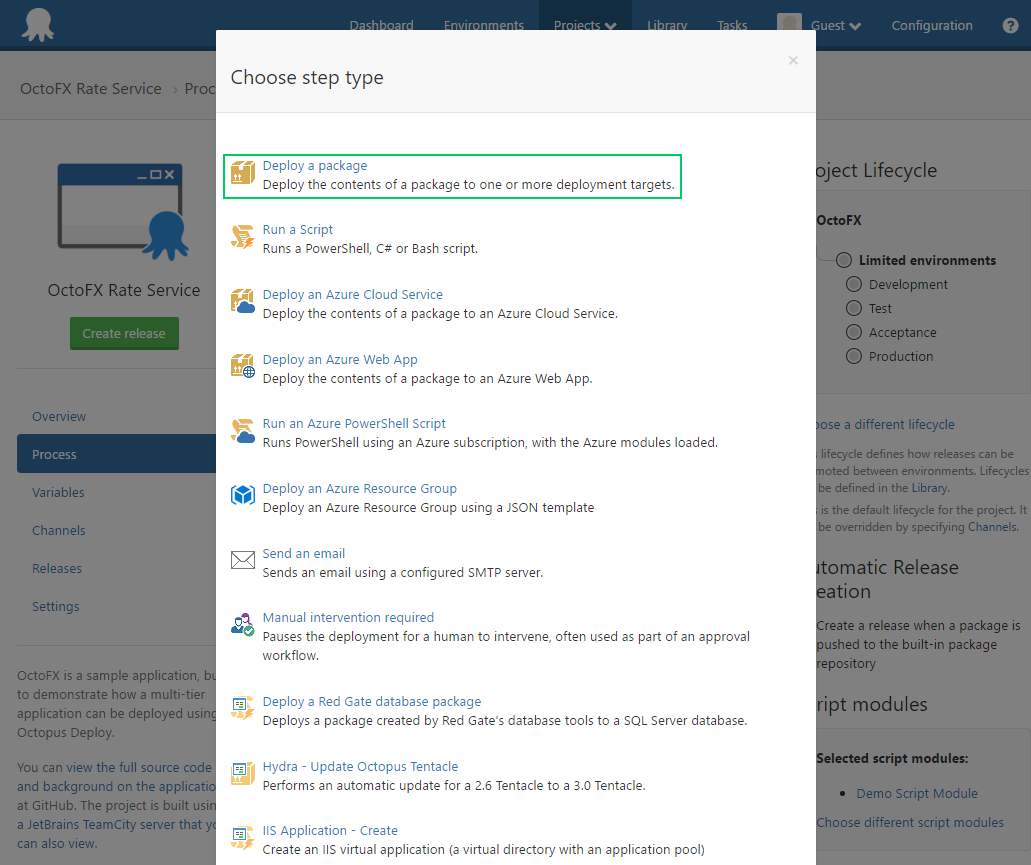 Dashboard Environments Projects Library Tasks Guest Configuration ?
OctoFX Rate Service › Proc
Choose step type
×
Deploy a package
Deploy the contents of a package to one or more deployment targets.
Run a Script
Runs a PowerShell, C# or Bash script.
Deploy an Azure Cloud Service
Deploy the contents of a package to an Azure Cloud Service.
Deploy an Azure Web App
Deploy the contents of a package to an Azure Web App.
Run an Azure PowerShell Script
Runs PowerShell using an Azure subscription, with the Azure modules loaded.
Deploy an Azure Resource Group
Deploy an Azure Resource Group using a JSON template
Send an email
Sends an email using a configured SMTP server.
Manual intervention required
Pauses the deployment for a human to intervene, often used as part of an approval
workflow.
Deploy a Red Gate database package
Deploys a package created by Red Gate's database tools to a SQL Server database.
Hydra - Update Octopus Tentacle
Performs an automatic update for a 2.6 Tentacle to a 3.0 Tentacle.
IIS Application - Create
Create an IIS virtual application (a virtual directory with an application pool)
OctoFX Rate Service
Create release
Overview
Process
Variables
Channels
Releases
Settings
OctoFX is a sample application, bu
to demonstrate how a multi-tier
application can be deployed using
Octopus Deploy.
You can view the full source code
and background on the applicatio
at GitHub. The project is built usin
a JetBrains TeamCity server that yo
can also view.
oject Lifecycle
OctoFX
Limited environments
Development
Test
Acceptance
Production
oose a different lifecycle
lifecycle defines how releases can be
moted between environments. Lifecycles
be defined in the Library.
is the default lifecycle for the project. It
be overridden by specifying Channels.
utomatic Release
eation
Create a release when a package is
pushed to the built-in package
repository
ript modules
Selected script modules:
Demo Script Module
Choose different script modules